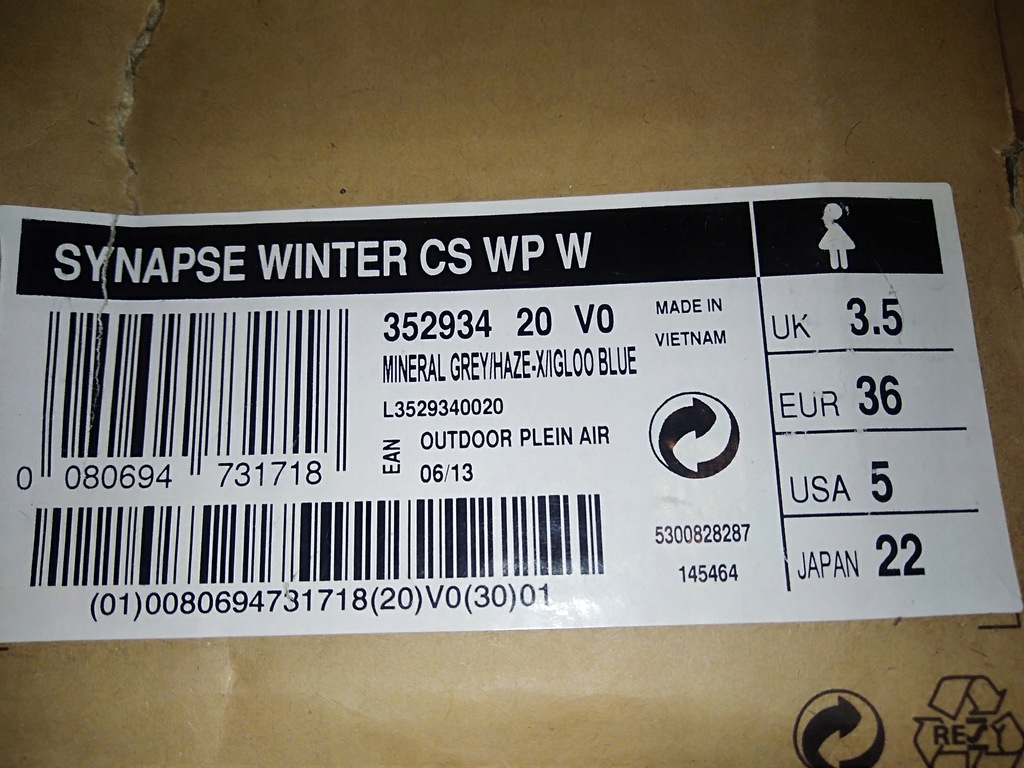 SYNAPSE WINTER CS WP W
352934 20 V0
MINERAL GREY/HAZE-X/IGLOO BLUE
L3529340020
EAN
OUTDOOR PLEIN AIR
06/13
MADE IN
VIETNAM
5300828287
145464
UK 3.5
EUR 36
USA 5
JAPAN 22
0 080694 731718
(01)0080694731718(20)V0(30)01
RESY